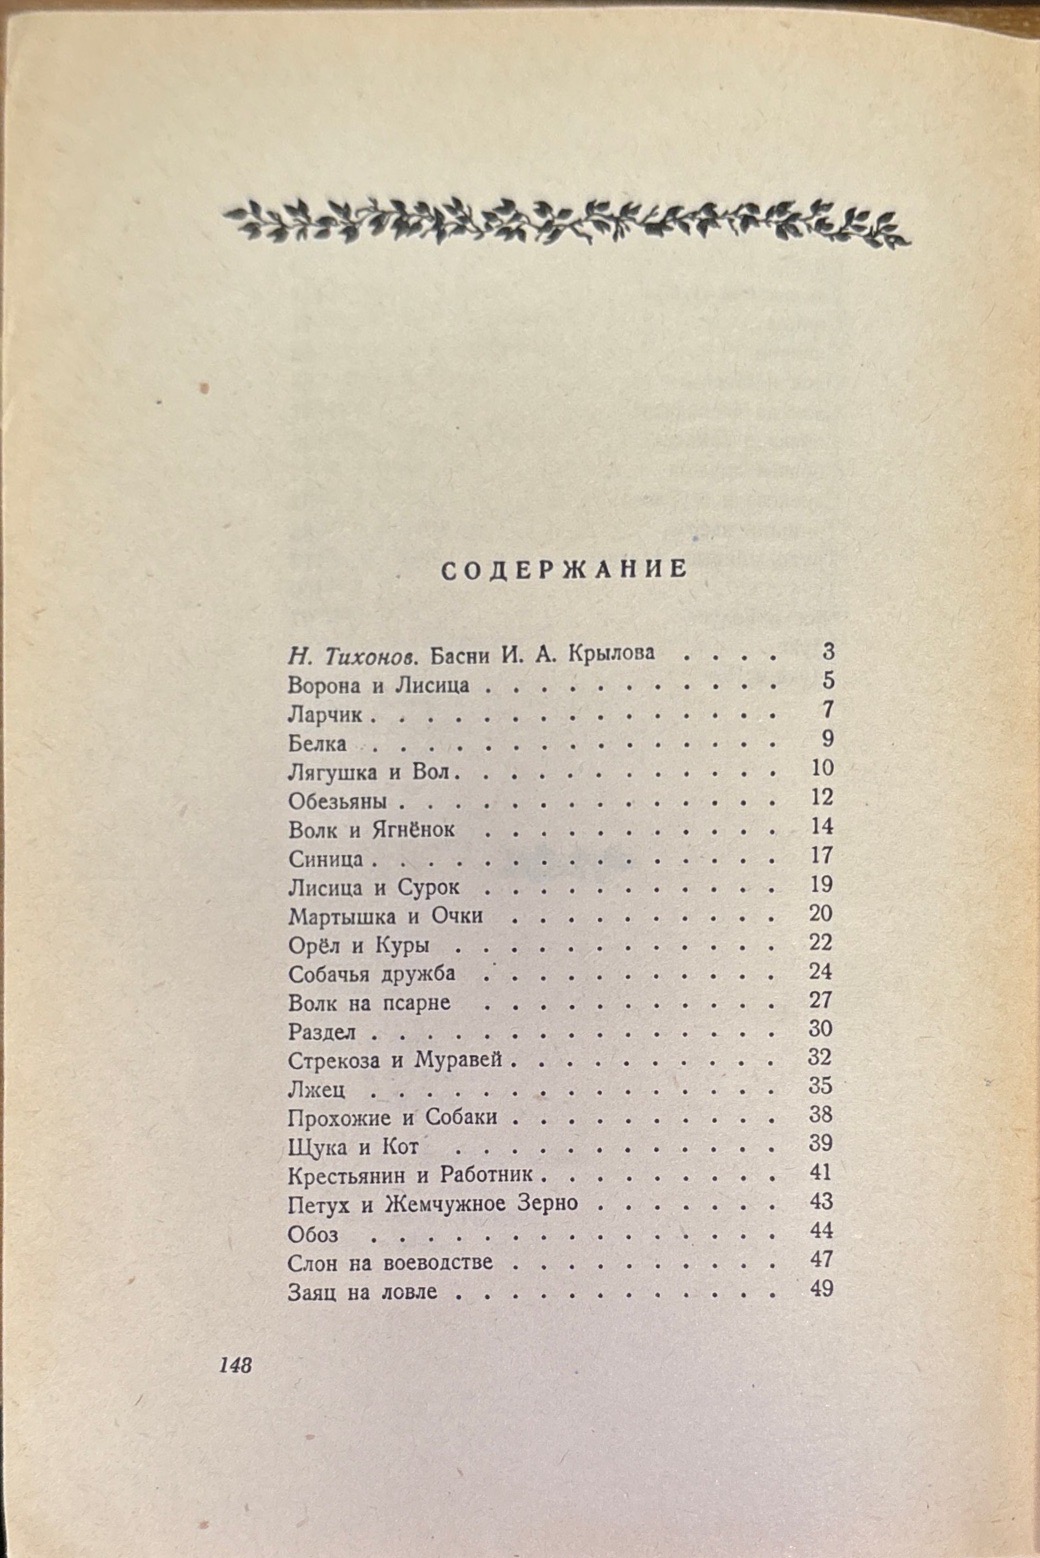 СОДЕРЖАНИЕ
Н. Тихонов. Басни И. А. Крылова . . . . 3
Ворона и Лисица . . . . . . . . . . . 5
Ларчик . . . . . . . . . . . . . . . 7
Белка . . . . . . . . . . . . . . . 9
Лягушка и Вол . . . . . . . . . . . . 10
Обезьяны . . . . . . . . . . . . . . 12
Волк и Ягнёнок . . . . . . . . . . . 14
Синица . . . . . . . . . . . . . . . 17
Лисица и Сурок . . . . . . . . . . . 19
Мартышка и Очки . . . . . . . . . . 20
Орёл и Куры . . . . . . . . . . . . 22
Собачья дружба . . . . . . . . . . . 24
Волк на псарне . . . . . . . . . . . 27
Раздел . . . . . . . . . . . . . . . 30
Стрекоза и Муравей . . . . . . . . . . 32
Лжец . . . . . . . . . . . . . . . 35
Прохожие и Собаки . . . . . . . . . . 38
Щука и Кот . . . . . . . . . . . . 39
Крестьянин и Работник . . . . . . . . . 41
Петух и Жемчужное Зерно . . . . . . . 43
Обоз . . . . . . . . . . . . . . . 44
Слон на воеводстве . . . . . . . . . . 47
Заяц на ловле . . . . . . . . . . . . 49
148